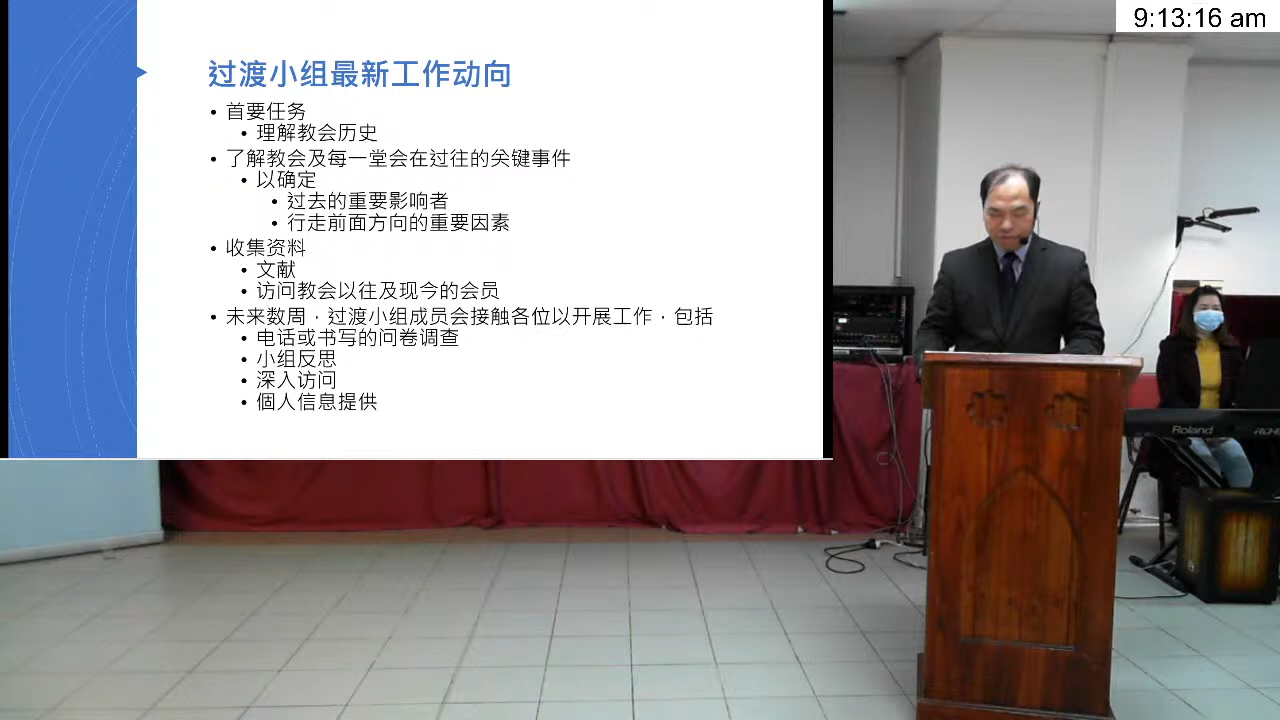 9:13:16 am
过渡小组最新工作动向
• 首要任务
• 理解教会历史
• 了解教会及每一堂会在过往的关键事件
• 以确定
• 过去的重要影响者
• 行走前面方向的重要因素
• 收集资料
• 文献
• 访问教会以往及现今的会员
• 未来数周，过渡小组成员会接触各位以开展工作，包括
• 电话或书写的问卷调查
• 小组反思
• 深入访问
• 個人信息提供
Roland